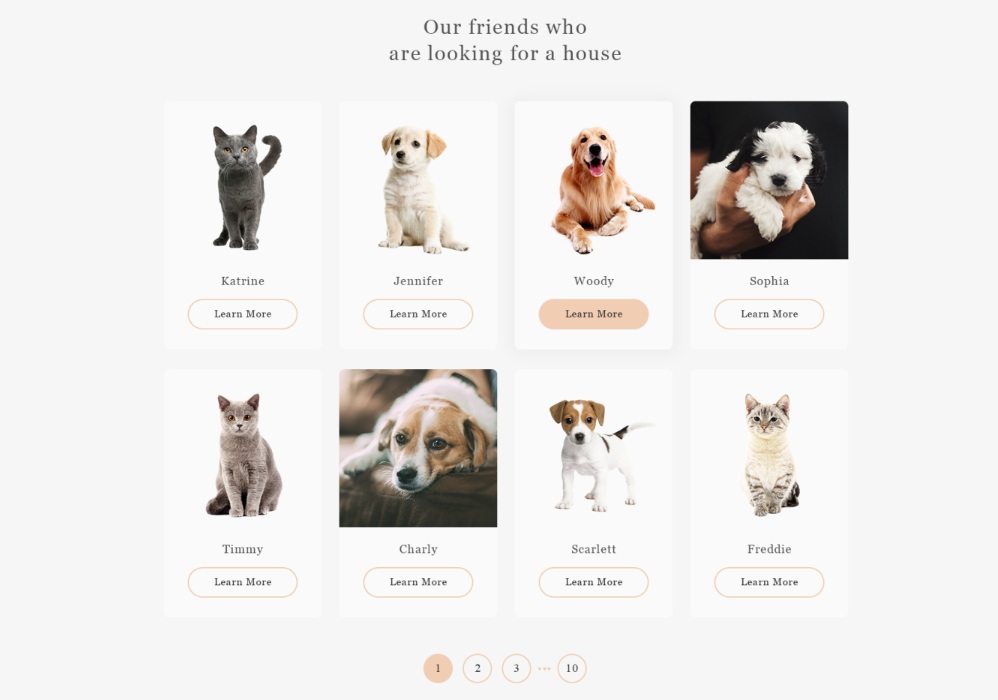 Our friends who
are looking for a house
Katrine
Jennifer
Woody
Sophia
Learn More
Learn More
Learn More
Learn More
Timmy
Charly
Scarlett
Freddie
Learn More
Learn More
Learn More
Learn More
1 2 3 ••• 10